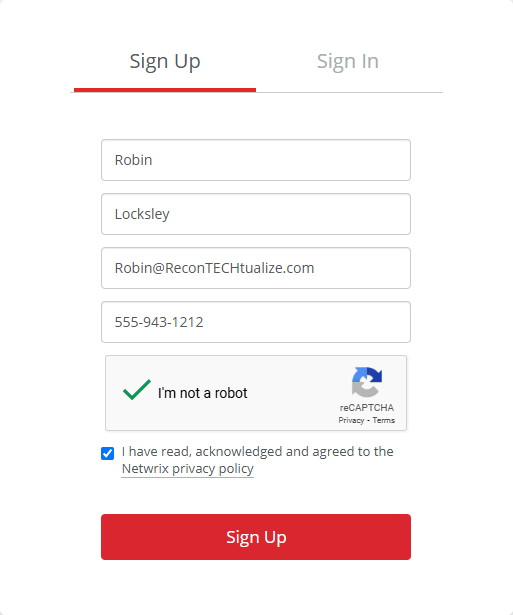 Sign Up Sign In
Robin
Locksley
Robin@ReconTECHtualize.com
555-943-1212
I'm not a robot
reCAPTCHA
Privacy - Terms
I have read, acknowledged and agreed to the
Netwrix privacy policy
Sign Up